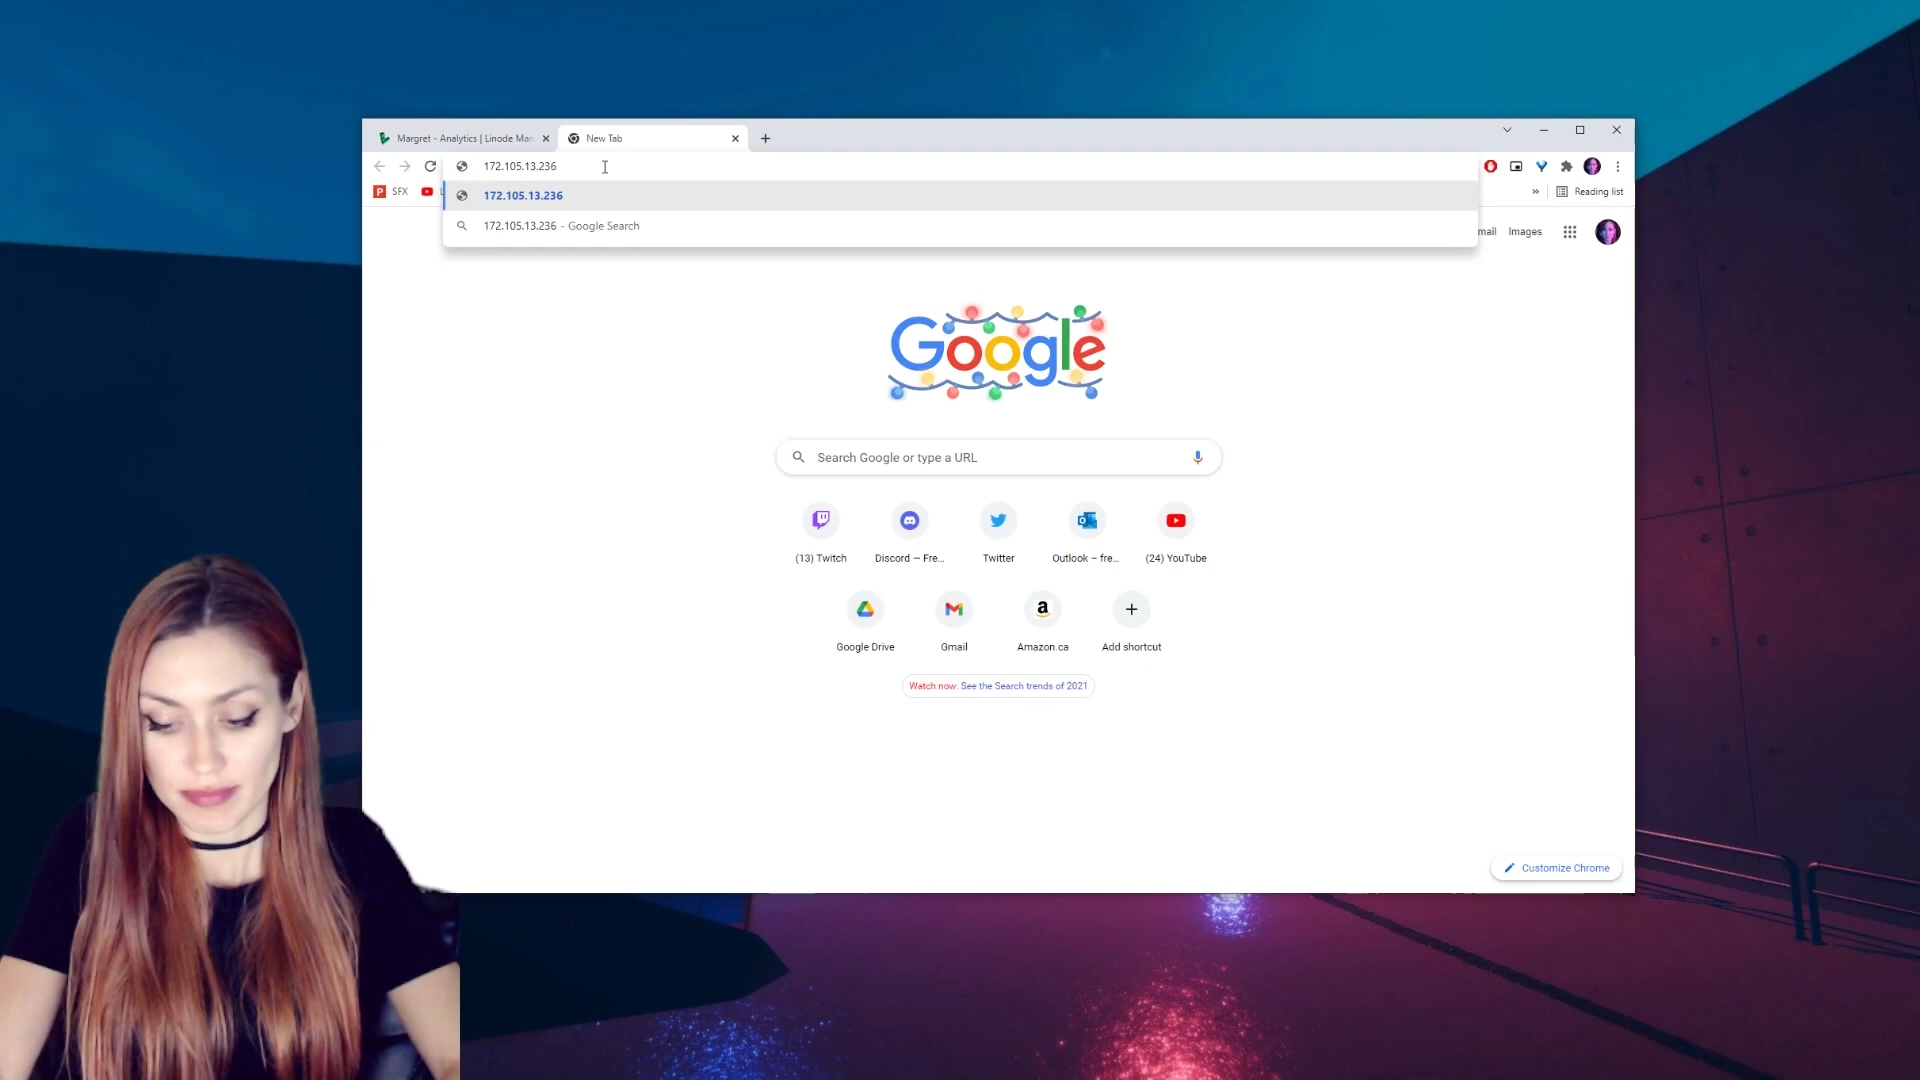 Margret - Analytics | Linode Man
New Tab
172.105.13.236
SFX
Reading list
172.105.13.236
172.105.13.236 - Google Search
mail
Images
Google
Search Google or type a URL
(13) Twitch
Discord — Fre...
Twitter
Outlook – fre...
(24) YouTube
Google Drive
Gmail
Amazon.ca
Add shortcut
Watch now: See the Search trends of 2021
Customize Chrome